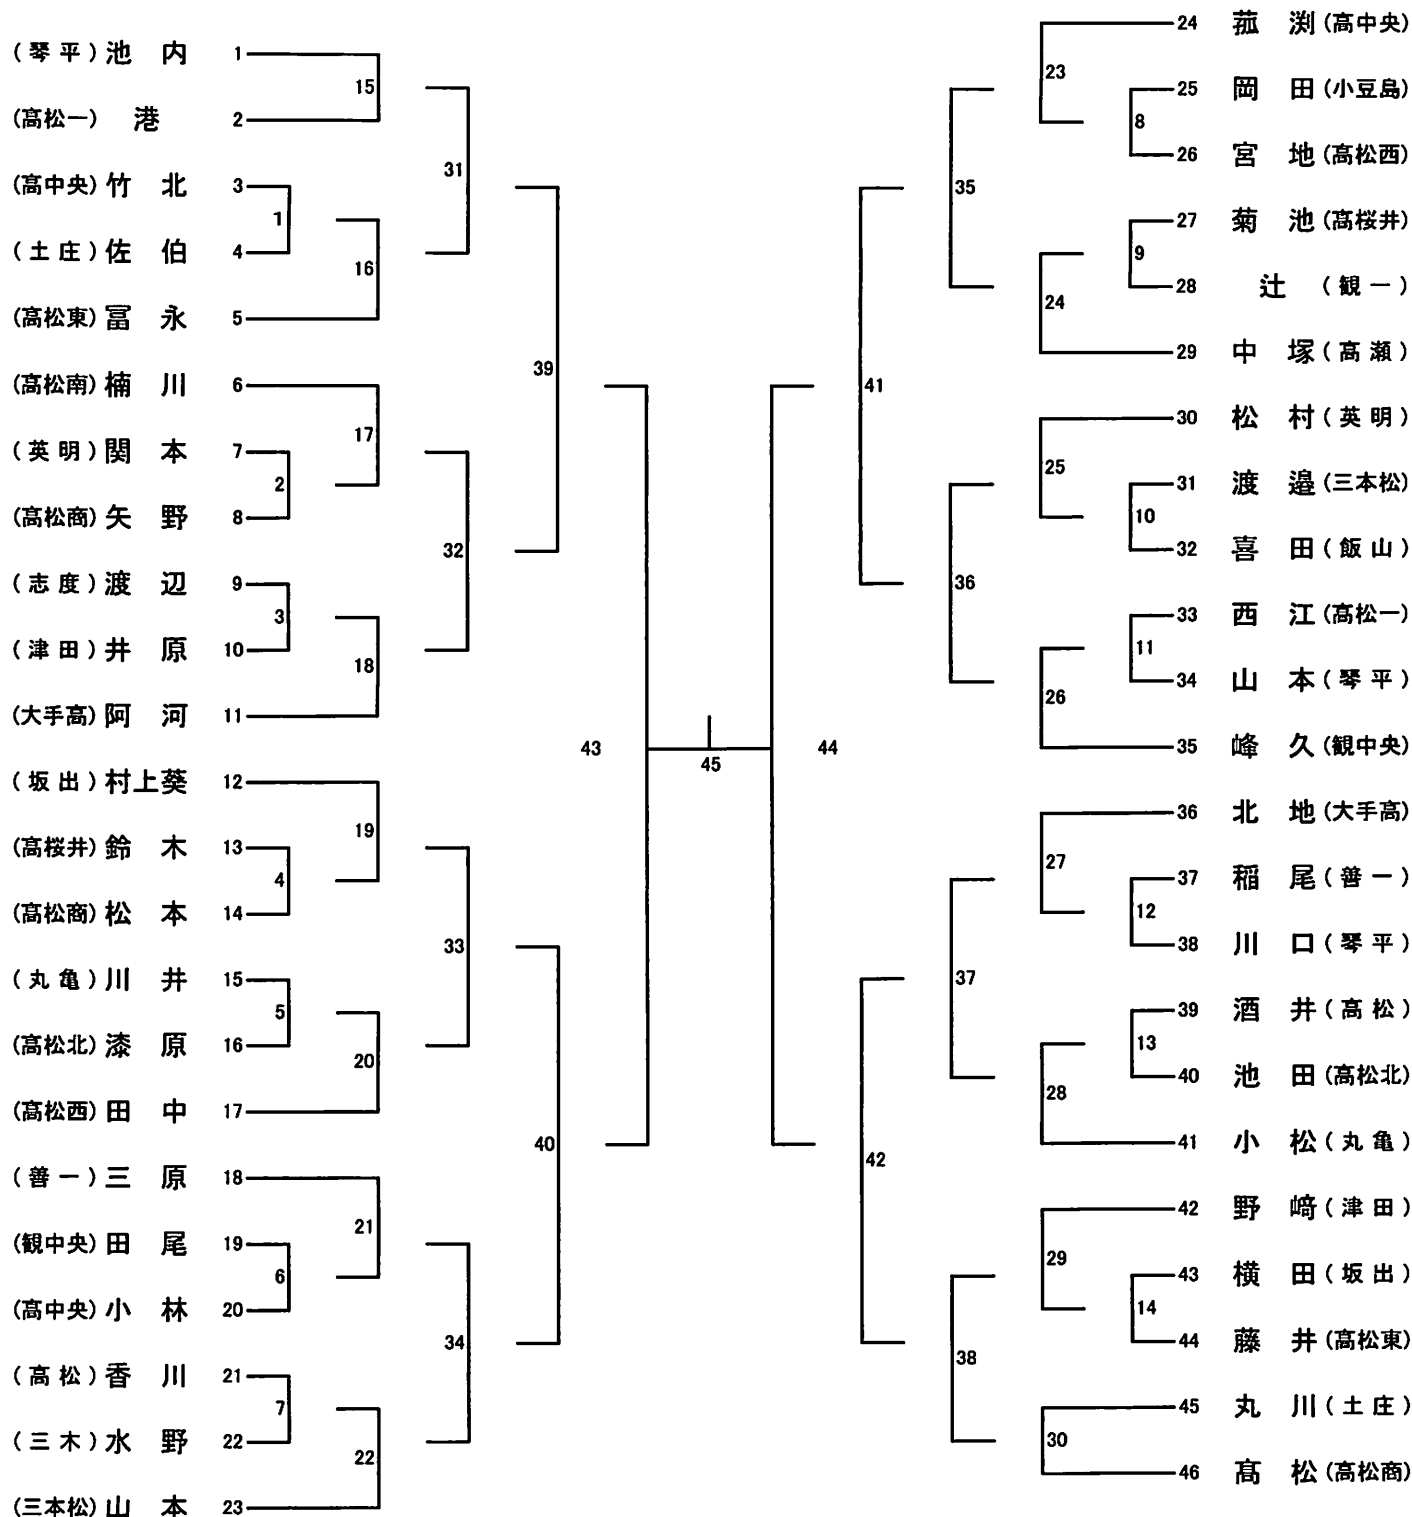 (琴平) 池内 1
15
(高松一) 港 2
(高中央) 竹北 3
1
31
(土庄) 佐伯 4
16
(高松東) 冨永 5
39
(高松南) 楠川 6
17
(英明) 関本 7
2
(高松商) 矢野 8
32
(志度) 渡辺 9
3
(津田) 井原 10
18
(大手高) 阿河 11
43
(坂出) 村上葵 12
19
(高桜井) 鈴木 13
4
(高松商) 松本 14
33
(丸亀) 川井 15
5
(高松北) 漆原 16
20
(高松西) 田中 17
40
(善一) 三原 18
21
(観中央) 田尾 19
6
(高中央) 小林 20
34
(高松) 香川 21
7
(三木) 水野 22
22
(三本松) 山本 23
45
24 菰渕 (高中央)
23
25 岡田 (小豆島)
8
26 宮地 (高松西)
35
27 菊池 (高桜井)
9
28 辻 (観一)
24
29 中塚 (高瀬)
41
30 松村 (英明)
25
31 渡邉 (三本松)
10
32 喜田 (飯山)
36
33 西江 (高松一)
11
34 山本 (琴平)
26
35 峰久 (観中央)
44
36 北地 (大手高)
27
37 稲尾 (善一)
12
38 川口 (琴平)
37
39 酒井 (高松)
13
40 池田 (高松北)
28
41 小松 (丸亀)
42
42 野﨑 (津田)
29
43 横田 (坂出)
14
44 藤井 (高松東)
38
45 丸川 (土庄)
30
46 髙松 (高松商)